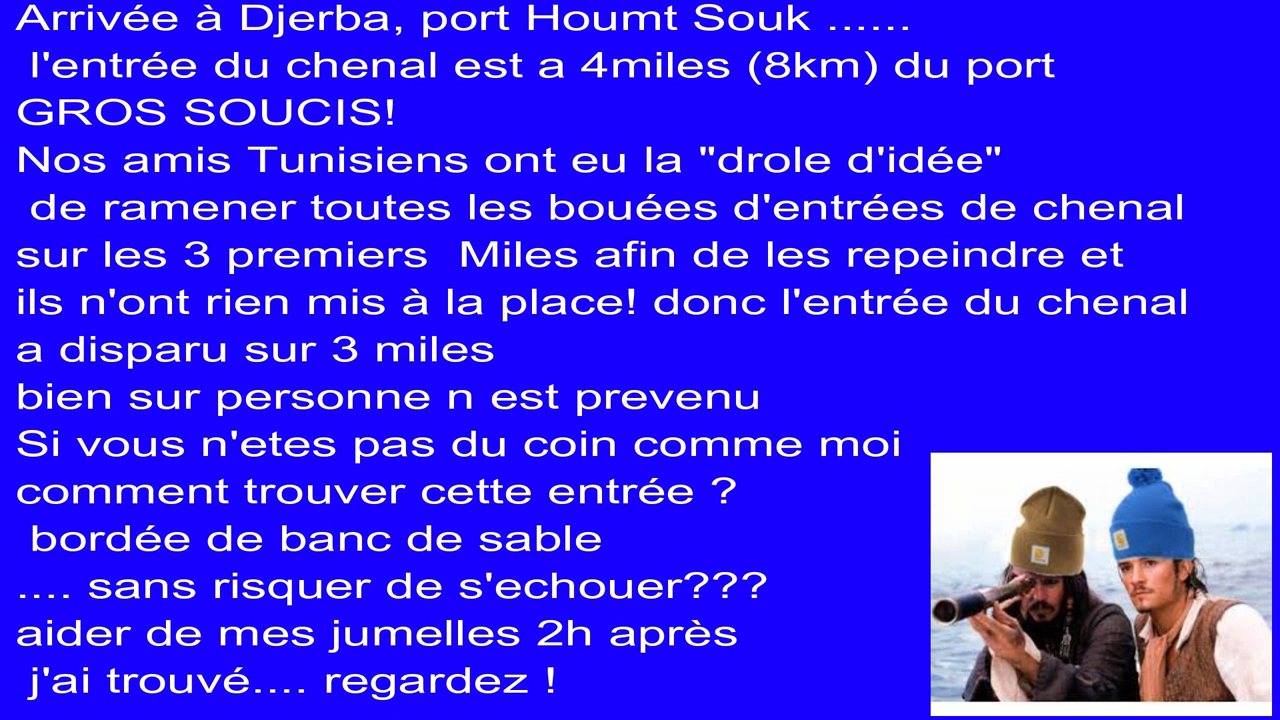 Arrivée à Djerba, port Houmt Souk ......
l'entrée du chenal est a 4miles (8km) du port
GROS SOUCIS!
Nos amis Tunisiens ont eu la "drole d'idée"
de ramener toutes les bouées d'entrées de chenal
sur les 3 premiers  Miles afin de les repeindre et
ils n'ont rien mis à la place! donc l'entrée du chenal
a disparu sur 3 miles
bien sur personne n est prevenu
Si vous n'etes pas du coin comme moi
comment trouver cette entrée ?
bordée de banc de sable
.... sans risquer de s'echouer???
aider de mes jumelles 2h après
j'ai trouvé.... regardez !